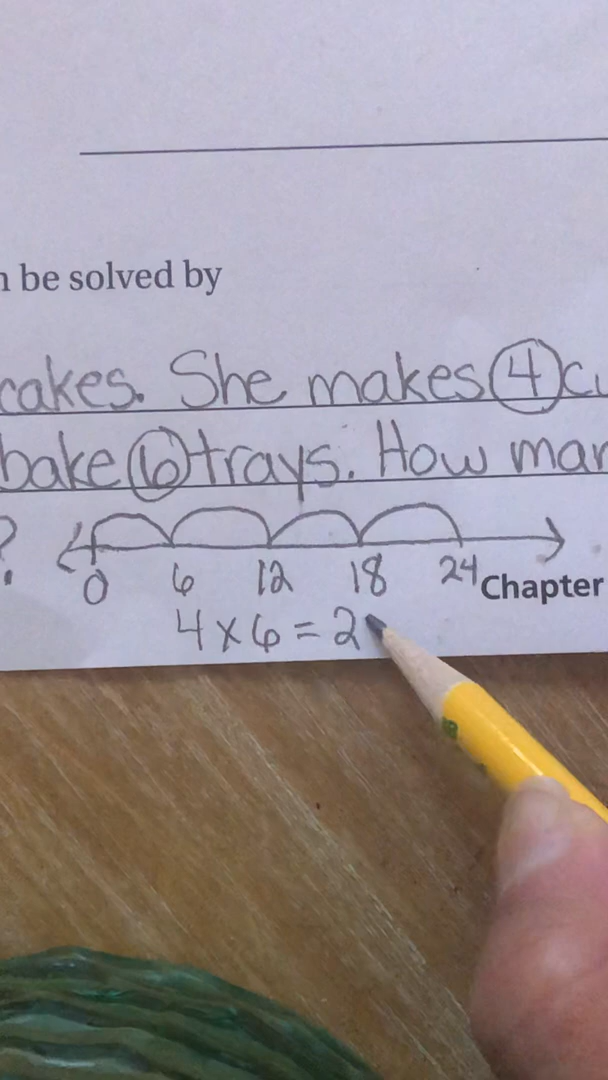 be solved by
cakes. She makes 4
bake 6 trays. How
?
0 6 12 18 24 Chapter
4 x 6 = 2